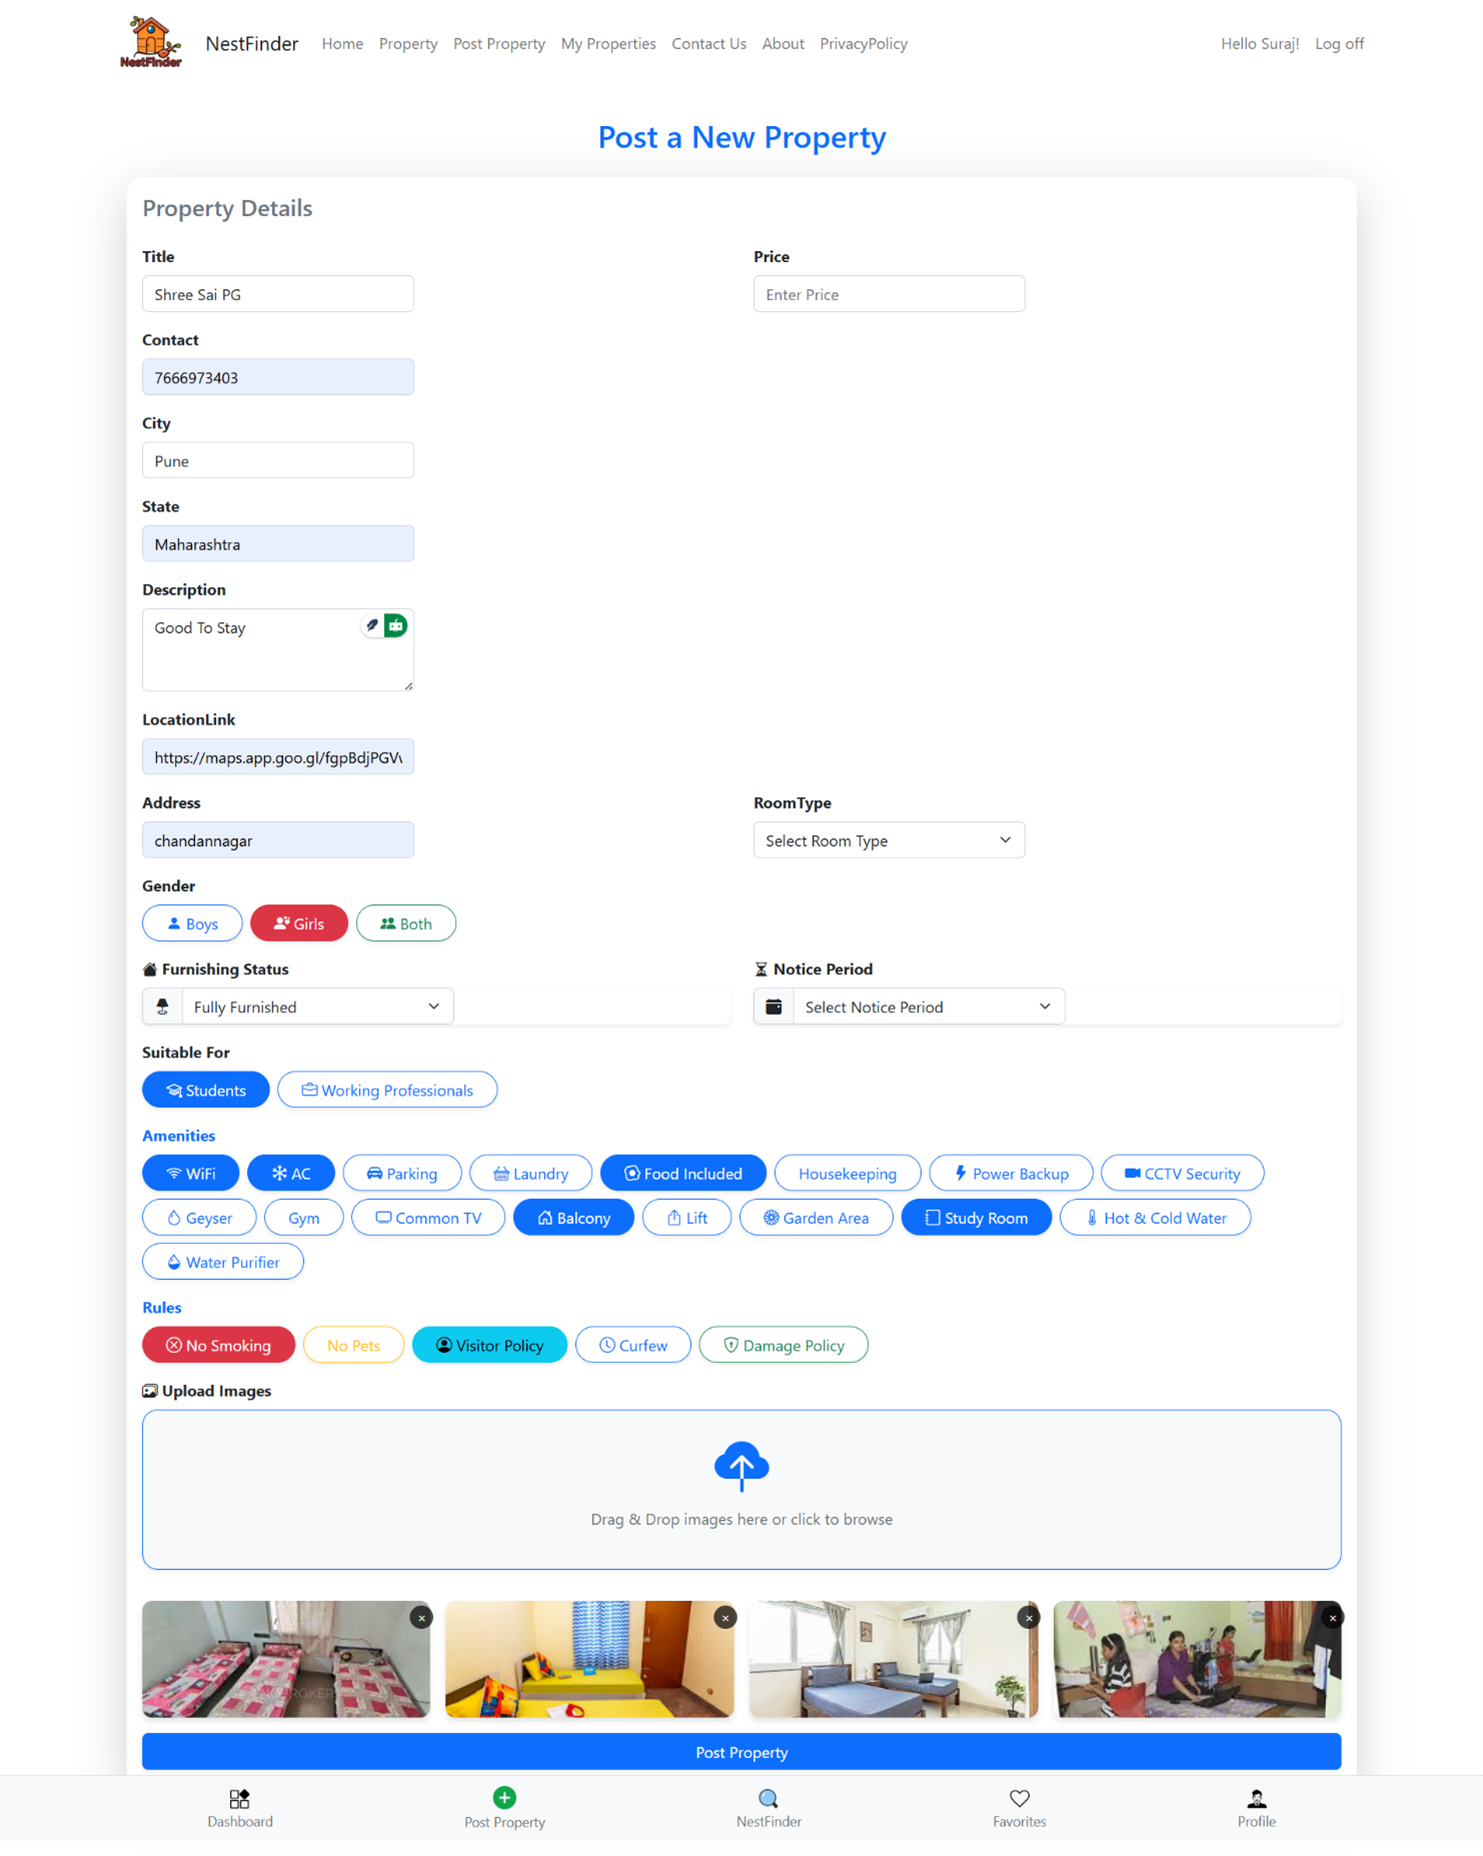 NestFinder
NestFinder Home Property Post Property My Properties Contact Us About PrivacyPolicy Hello Suraj! Log off
Post a New Property
Property Details
Title Price
Shree Sai PG Enter Price
Contact
7666973403
City
Pune
State
Maharashtra
Description
Good To Stay
LocationLink
https://maps.app.goo.gl/fgpBdjPGV
Address RoomType
chandannagar Select Room Type
Gender
Boys Girls Both
Furnishing Status Notice Period
Fully Furnished Select Notice Period
Suitable For
Students Working Professionals
Amenities
WiFi AC Parking Laundry Food Included Housekeeping Power Backup CCTV Security
Geyser Gym Common TV Balcony Lift Garden Area Study Room Hot & Cold Water
Water Purifier
Rules
No Smoking No Pets Visitor Policy Curfew Damage Policy
Upload Images
Drag & Drop images here or click to browse
Post Property
Dashboard Post Property NestFinder Favorites Profile